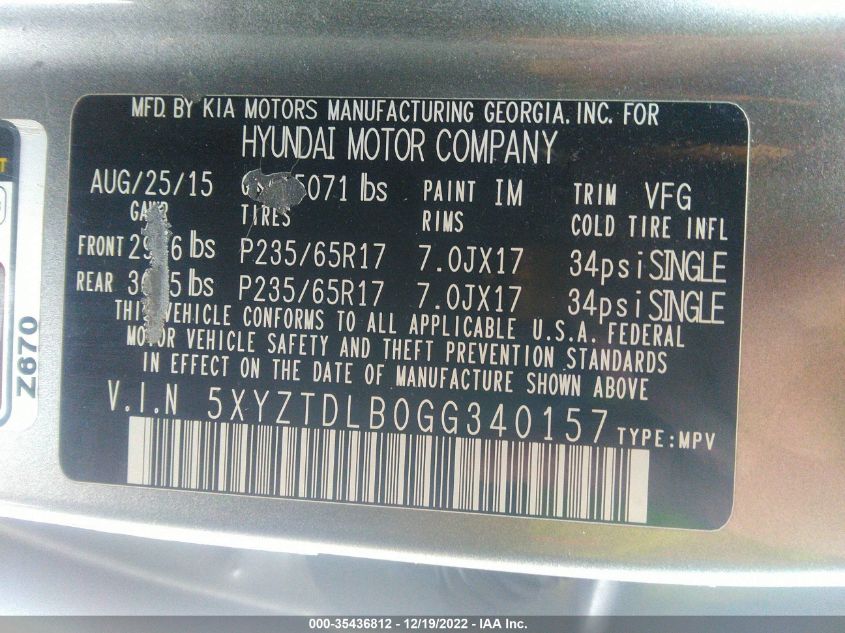 MFD. BY KIA MOTORS MANUFACTURING GEORGIA, INC. FOR
HYUNDAI MOTOR COMPANY
AUG/25/15 5071 lbs PAINT IM TRIM VFG
TIRES RIMS COLD TIRE INFL
FRONT lbs P235/65R17 7.0JX17 34psi SINGLE
REAR lbs P235/65R17 7.0JX17 34psi SINGLE
THIS VEHICLE CONFORMS TO ALL APPLICABLE U.S.A. FEDERAL
MOTOR VEHICLE SAFETY AND THEFT PREVENTION STANDARDS
IN EFFECT ON THE DATE OF MANUFACTURE SHOWN ABOVE
V.I.N 5XYZTDLB0GG340157 TYPE:MPV
Z670
000-35436812 - 12/19/2022 - IAA Inc.